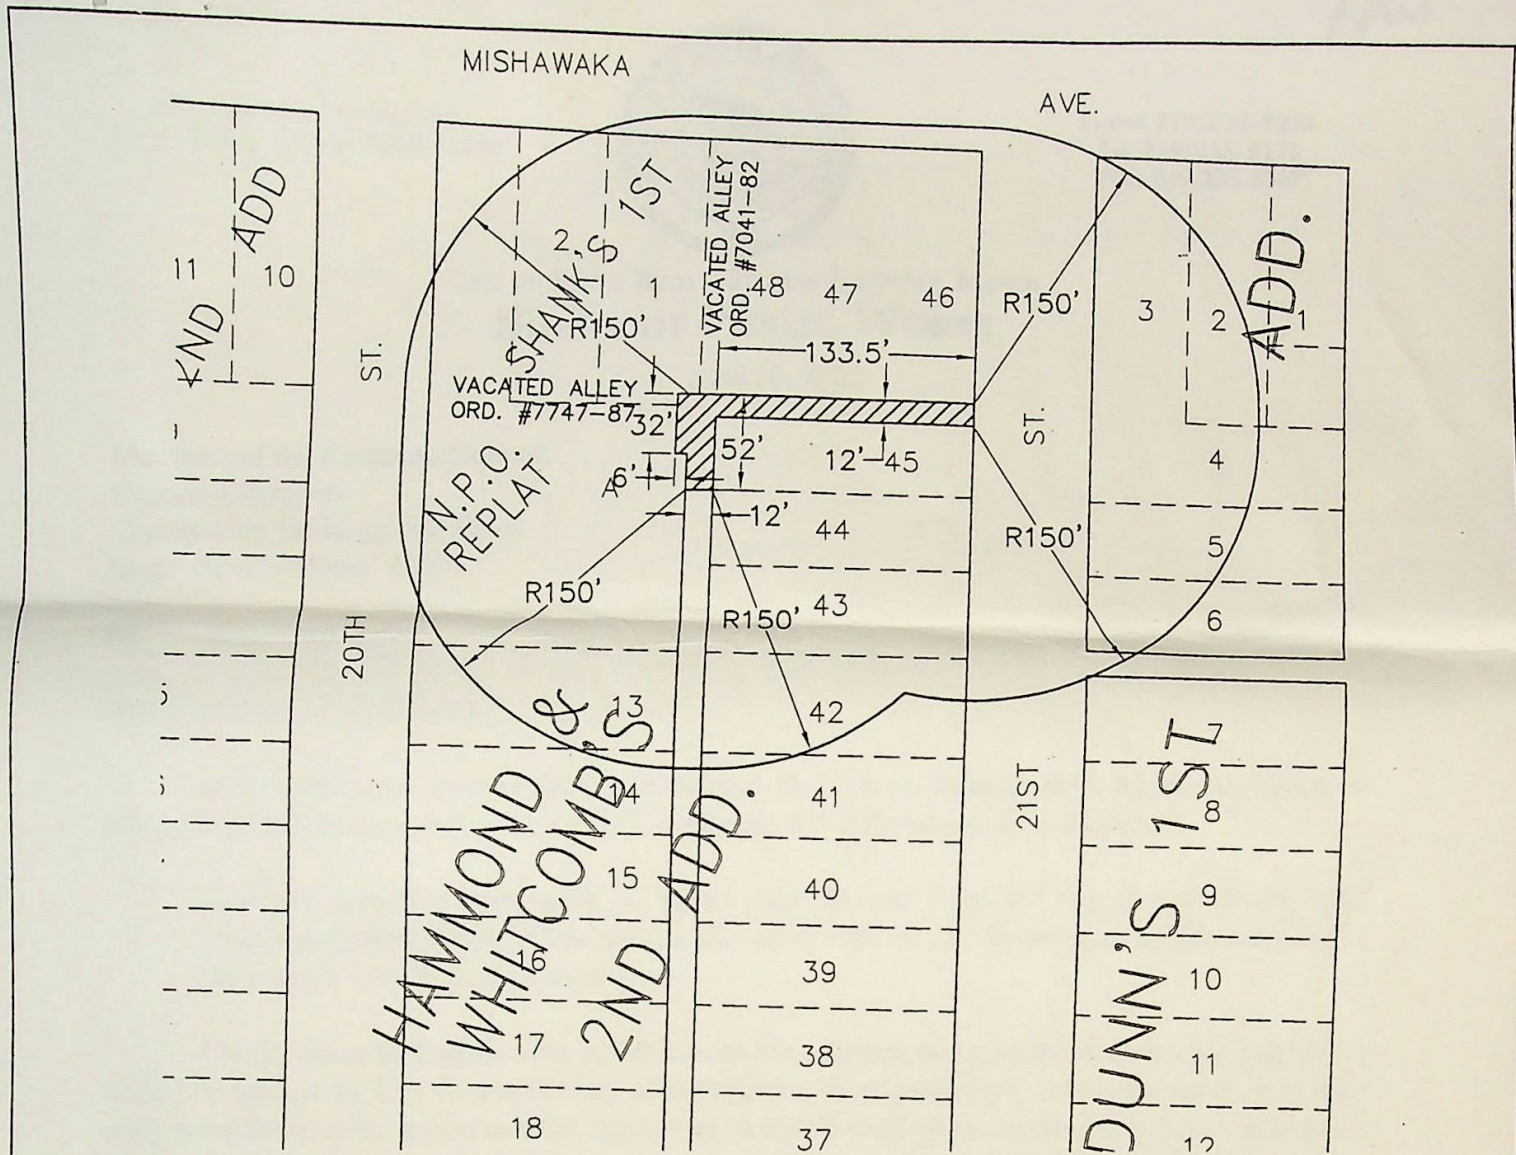 MISHAWAKA
AVE.
ADD
11
10
ST.
20TH
2
SHANK'S
1ST
1
R150'
VACATED ALLEY
ORD. #7041-82
48
47
46
R150'
133.5'
3
2
1
ADD.
VACATED ALLEY
ORD. #7747-87
32'
52'
12'
45
ST.
4
N.P.O.
REPLAT
A
6'
12'
44
R150'
5
R150'
R150'
43
6
13
42
HAMMOND &
WHITCOMB'S
2ND ADD.
14
41
21ST
7
DUNN'S 1ST
8
15
40
9
16
39
10
17
38
11
18
37
12